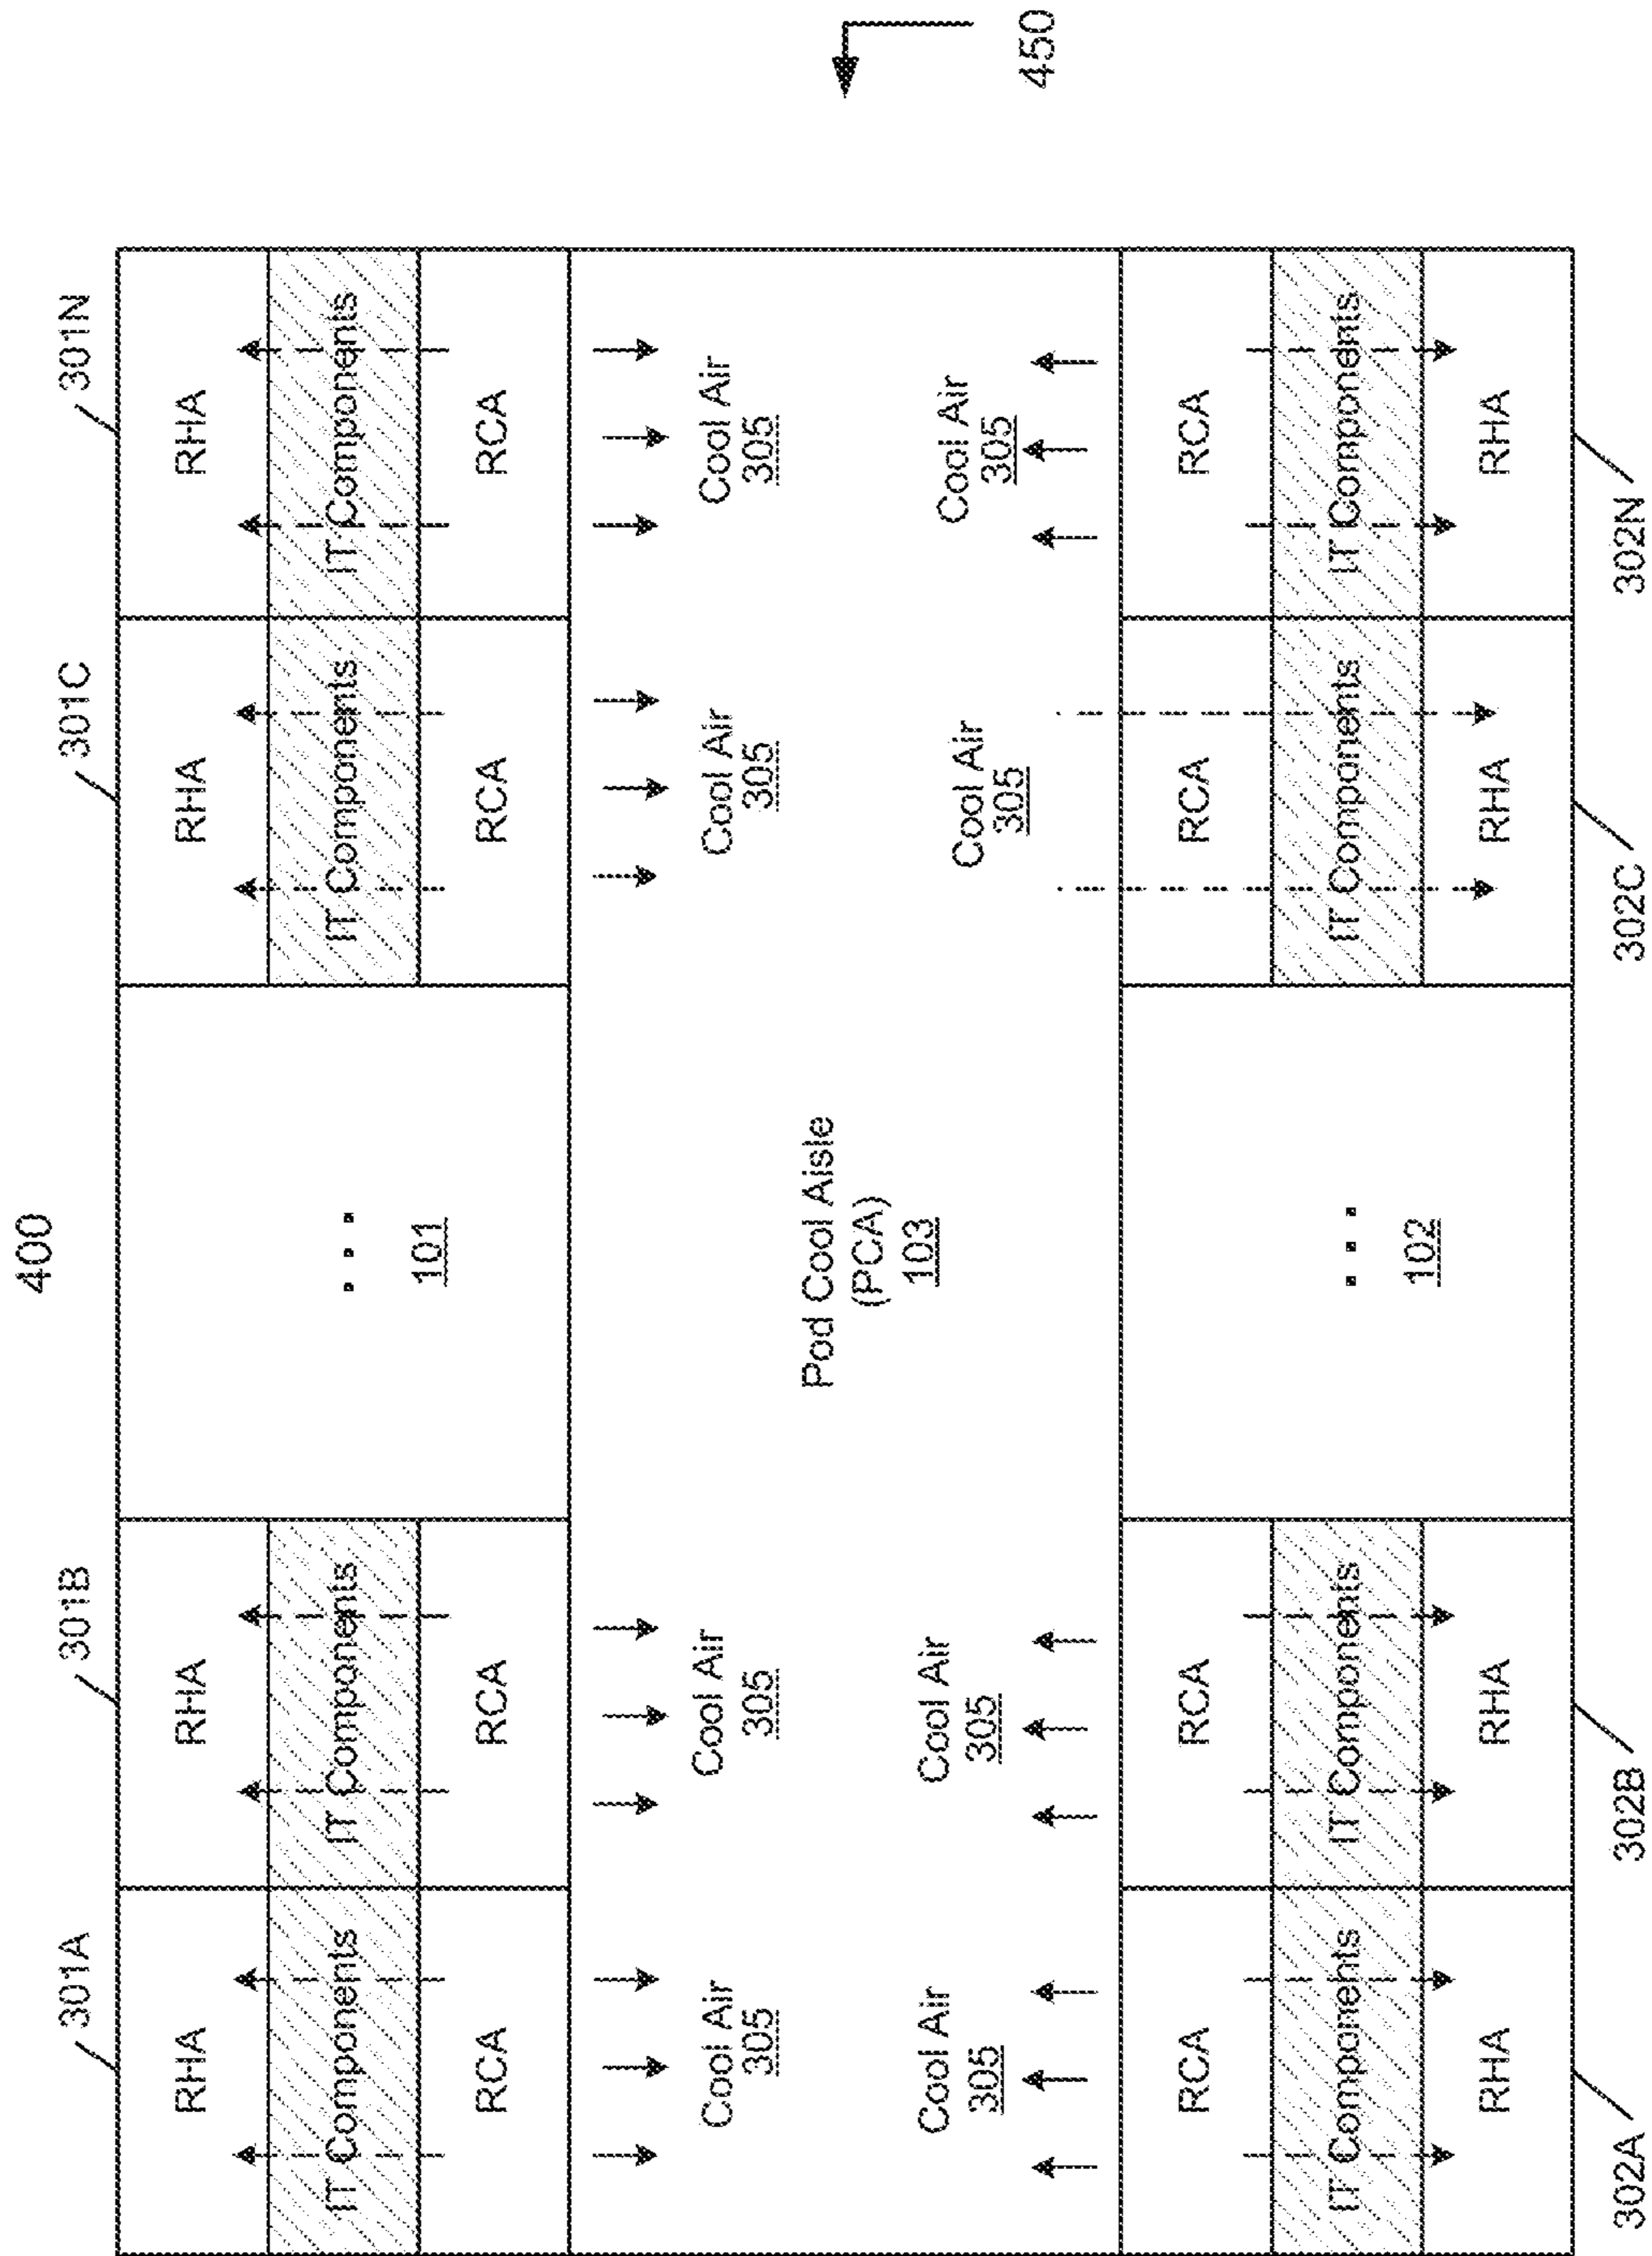 400
301A 301B 301C 301N
RHA RHA RHA RHA
IT Components IT Components ... IT Components IT Components
101
RCA RCA RCA RCA
Cool Air Cool Air Cool Air Cool Air
305 305 305 305
Pod Cool Aisle
(PCA)
103
Cool Air Cool Air Cool Air Cool Air
305 305 305 305
450
RCA RCA RCA RCA
IT Components IT Components ... IT Components IT Components
102
RHA RHA RHA RHA
302A 302B 302C 302N